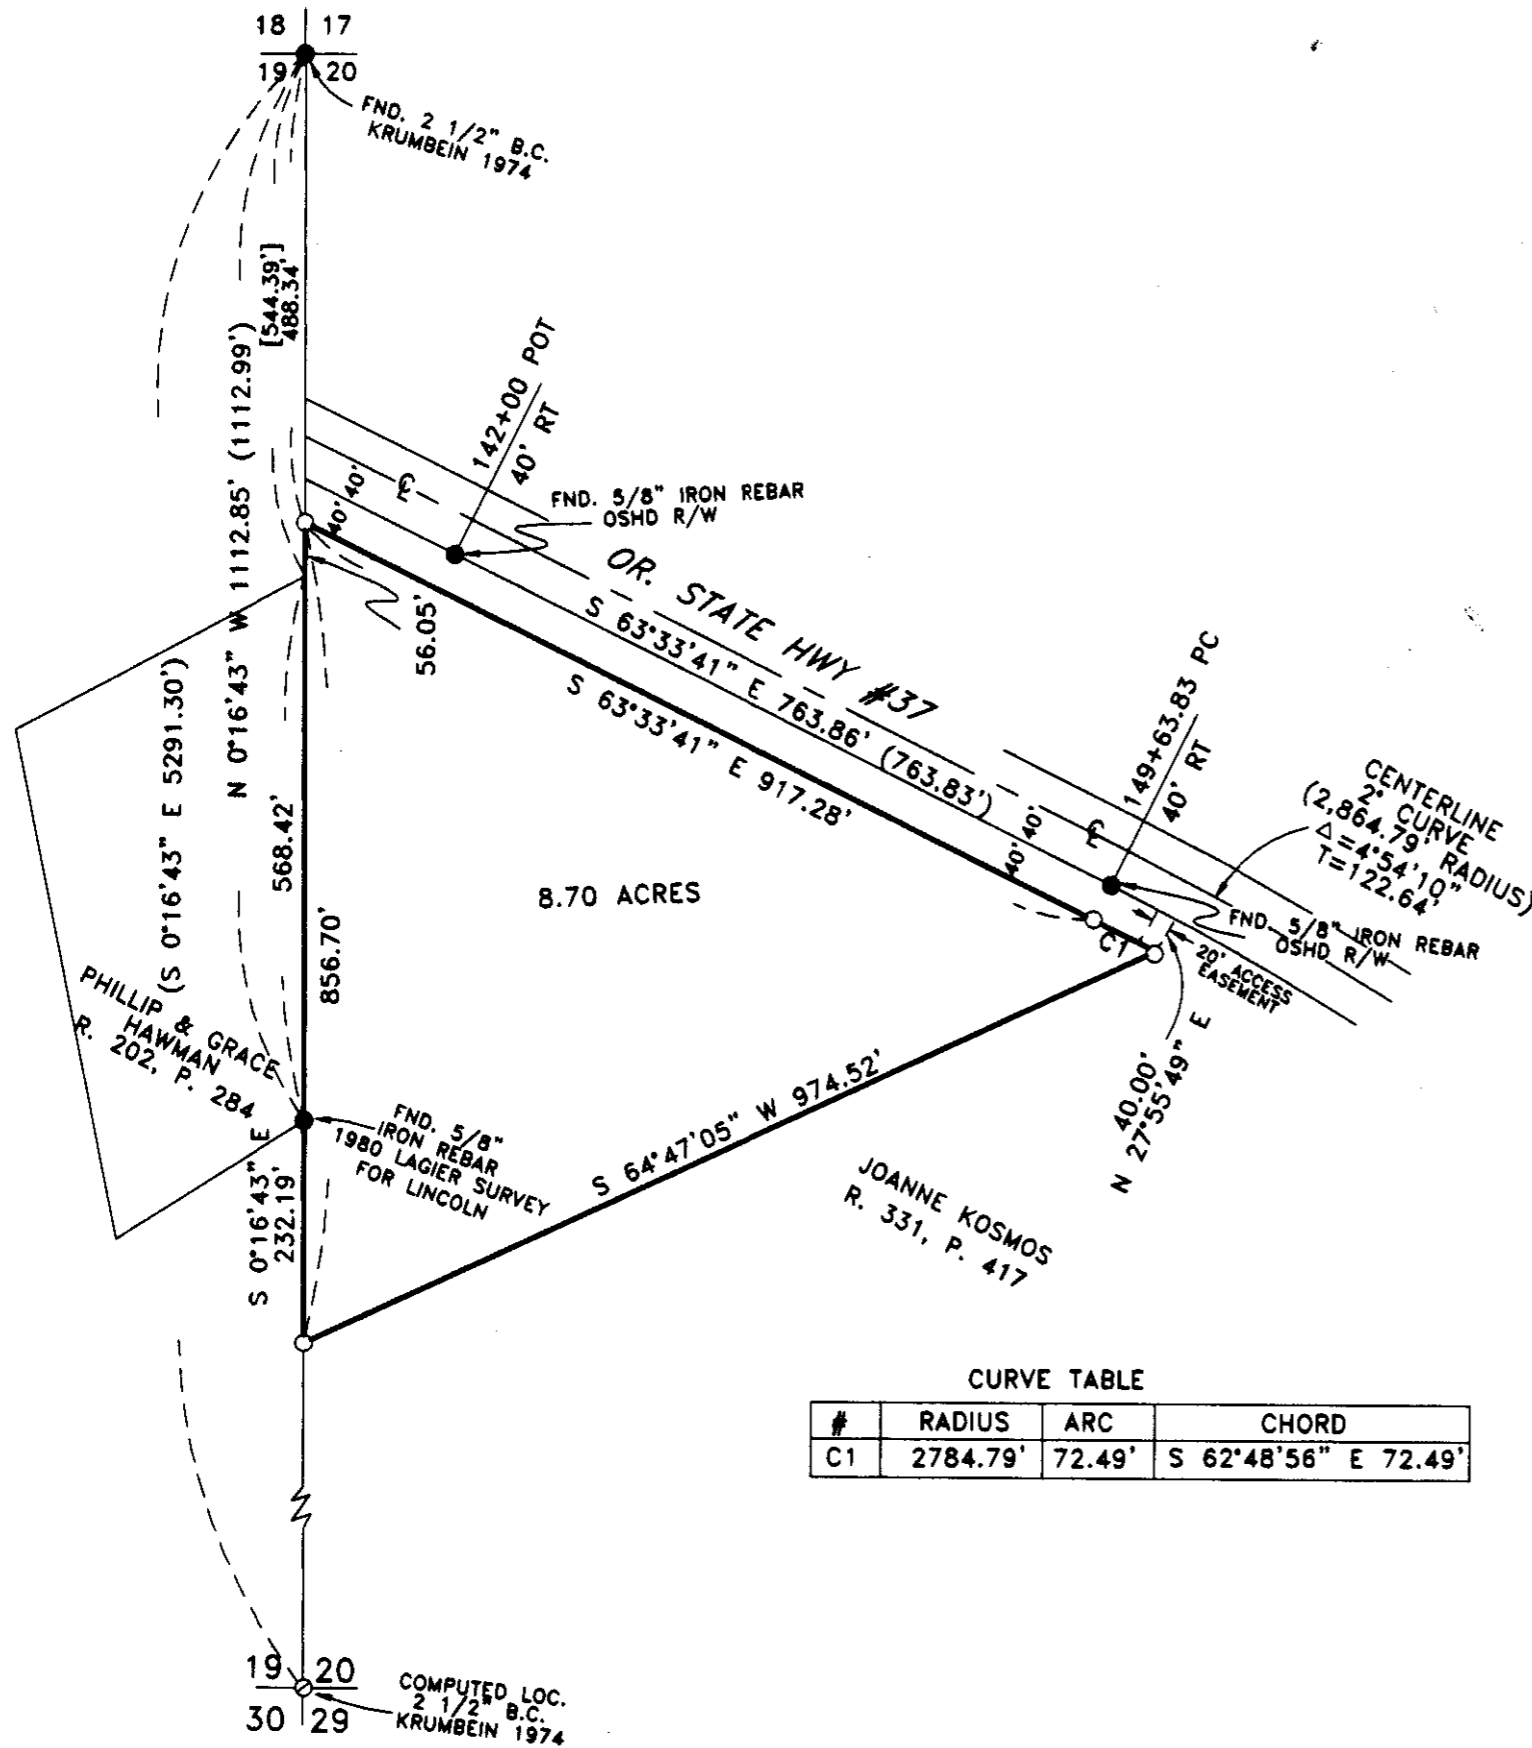 18 17
19 20
FND. 2 1/2" B.C.
KRUMBEIN 1974
[544.39']
488.34'
N 0°16'43" W 1112.85' (1112.99')
(S 0°16'43" E 5291.30')
142+00 POT
40' RT
40' 40'
℄
FND. 5/8" IRON REBAR
OSHD R/W
OR. STATE HWY #37
S 63°33'41" E 763.86' (763.83')
S 63°33'41" E 917.28'
56.05'
568.42'
856.70'
8.70 ACRES
149+63.83 PC
40' RT
40' 40'
℄
CENTERLINE
2° CURVE
(2,864.79' RADIUS)
Δ=4°54'10"
T=122.64'
FND. 5/8" IRON REBAR
OSHD R/W
C1
20' ACCESS
EASEMENT
40.00'
N 27°55'49" E
PHILLIP & GRACE
HAWMAN
R. 202, P. 284
FND. 5/8"
IRON REBAR
1980 LAGIER SURVEY
FOR LINCOLN
S 0°16'43" E
232.19'
S 64°47'05" W 974.52'
JOANNE KOSMOS
R. 331, P. 417
CURVE TABLE
# RADIUS ARC CHORD
C1 2784.79' 72.49' S 62°48'56" E 72.49'
19 20
30 29
COMPUTED LOC.
2 1/2" B.C.
KRUMBEIN 1974